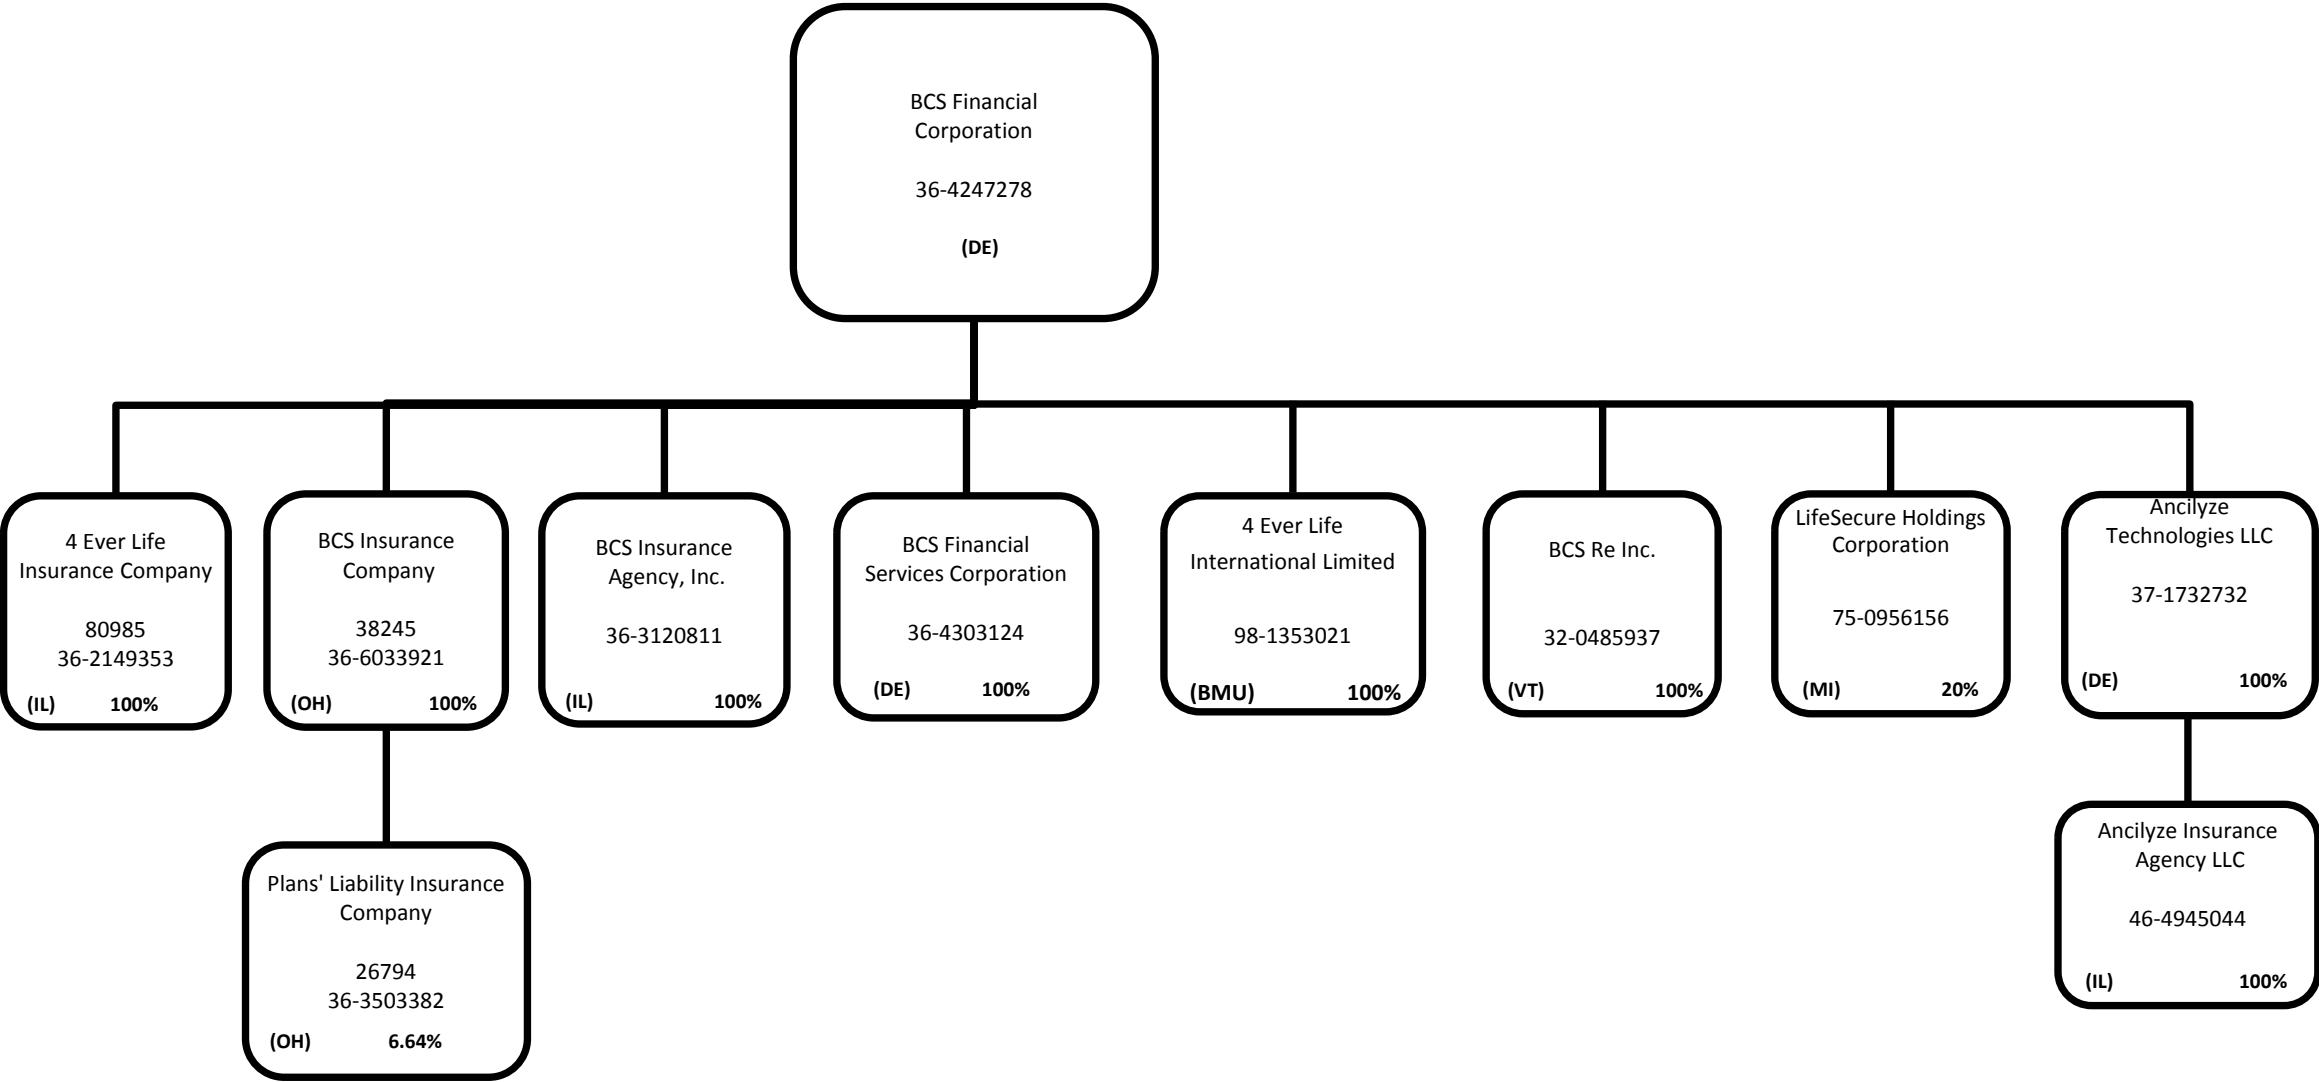 BCS Financial
Corporation
36-4247278
(DE)
4 Ever Life
Insurance Company
80985
36-2149353
(IL) 100%
BCS Insurance
Company
38245
36-6033921
(OH) 100%
BCS Insurance
Agency, Inc.
36-3120811
(IL) 100%
BCS Financial
Services Corporation
36-4303124
(DE) 100%
4 Ever Life
International Limited
98-1353021
(BMU) 100%
BCS Re Inc.
32-0485937
(VT) 100%
LifeSecure Holdings
Corporation
75-0956156
(MI) 20%
Ancilyze
Technologies LLC
37-1732732
(DE) 100%
Plans' Liability Insurance
Company
26794
36-3503382
(OH) 6.64%
Ancilyze Insurance
Agency LLC
46-4945044
(IL) 100%